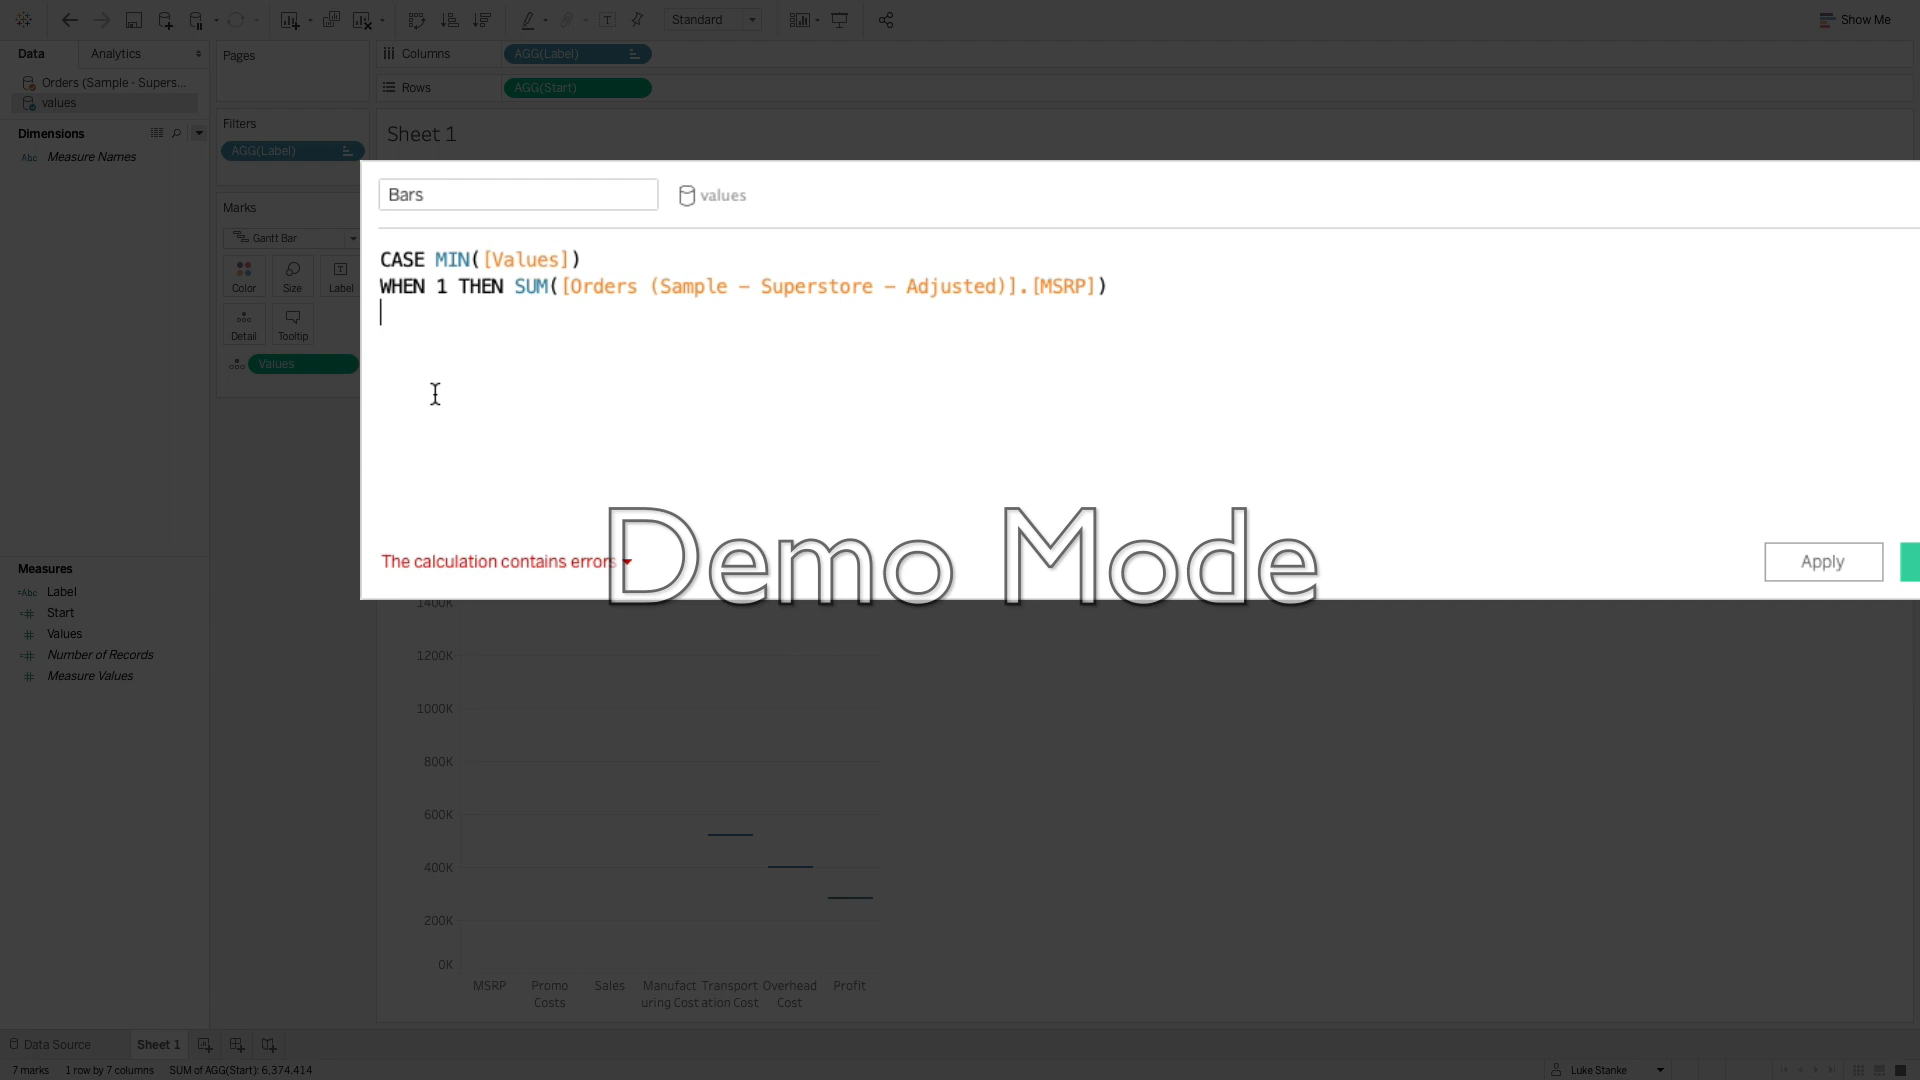 Standard
Show Me
Data
Analytics
Pages
Columns
AGG(Label)
Orders (Sample - Supers...
values
Rows
AGG(Start)
Filters
Dimensions
Sheet 1
AGG(Label)
Abc Measure Names
Bars
values
Marks
Gantt Bar
CASE MIN([Values])
WHEN 1 THEN SUM([Orders (Sample - Superstore - Adjusted)].[MSRP])
Color
Size
Label
Detail
Tooltip
Values
Demo Mode
The calculation contains errors
Apply
Measures
=Abc Label
Start
Values
Number of Records
Measure Values
1400K
1200K
1000K
800K
600K
400K
200K
0K
MSRP
Promo
Costs
Sales
Manufact
uring Cost
Transport
ation Cost
Overhead
Cost
Profit
Data Source
Sheet 1
7 marks
1 row by 7 columns
SUM of AGG(Start): 6,374,414
Luke Stanke